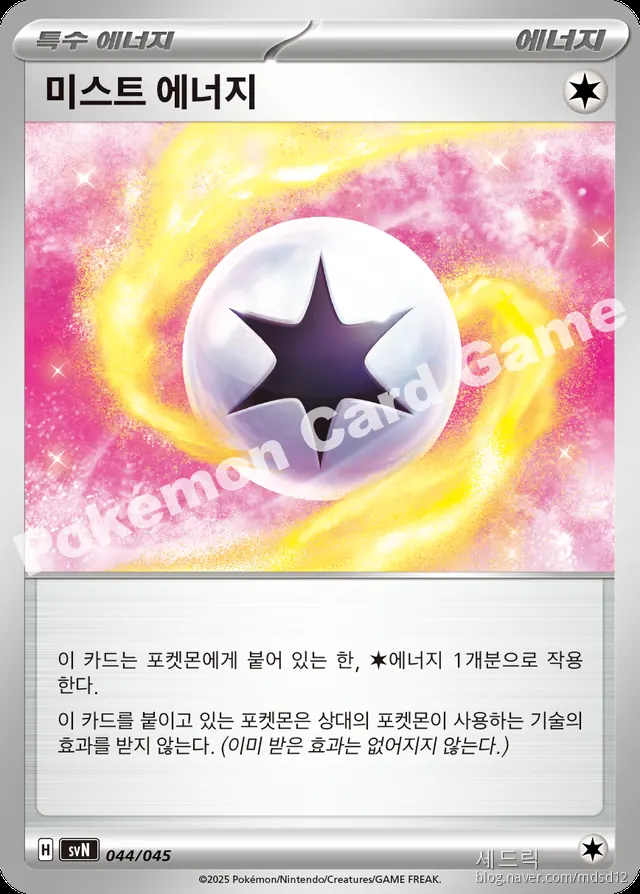 특수 에너지
에너지
미스트 에너지
Pokémon Card Game
이 카드는 포켓몬에게 붙어 있는 한, ✶에너지 1개분으로 작용
한다.
이 카드를 붙이고 있는 포켓몬은 상대의 포켓몬이 사용하는 기술의
효과를 받지 않는다. (이미 받은 효과는 없어지지 않는다.)
H svN 044/045
세드릭
©2025 Pokémon/Nintendo/Creatures/GAME FREAK.
blog.naver.com/mdsd12